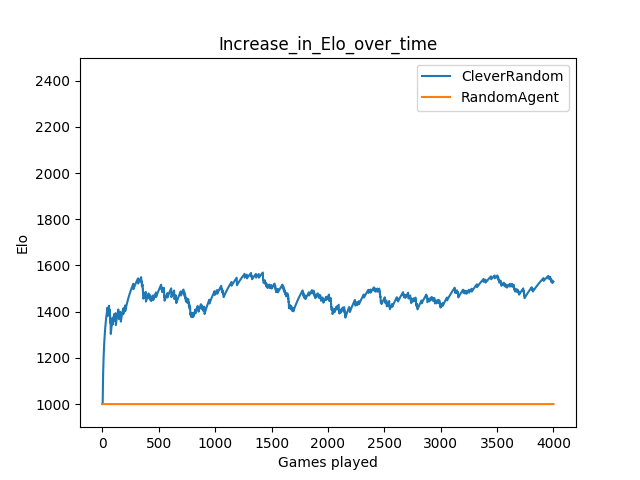 Increase_in_Elo_over_time
CleverRandom
RandomAgent
2400
2200
2000
1800
1600
1400
1200
1000
Elo
0 500 1000 1500 2000 2500 3000 3500 4000
Games played